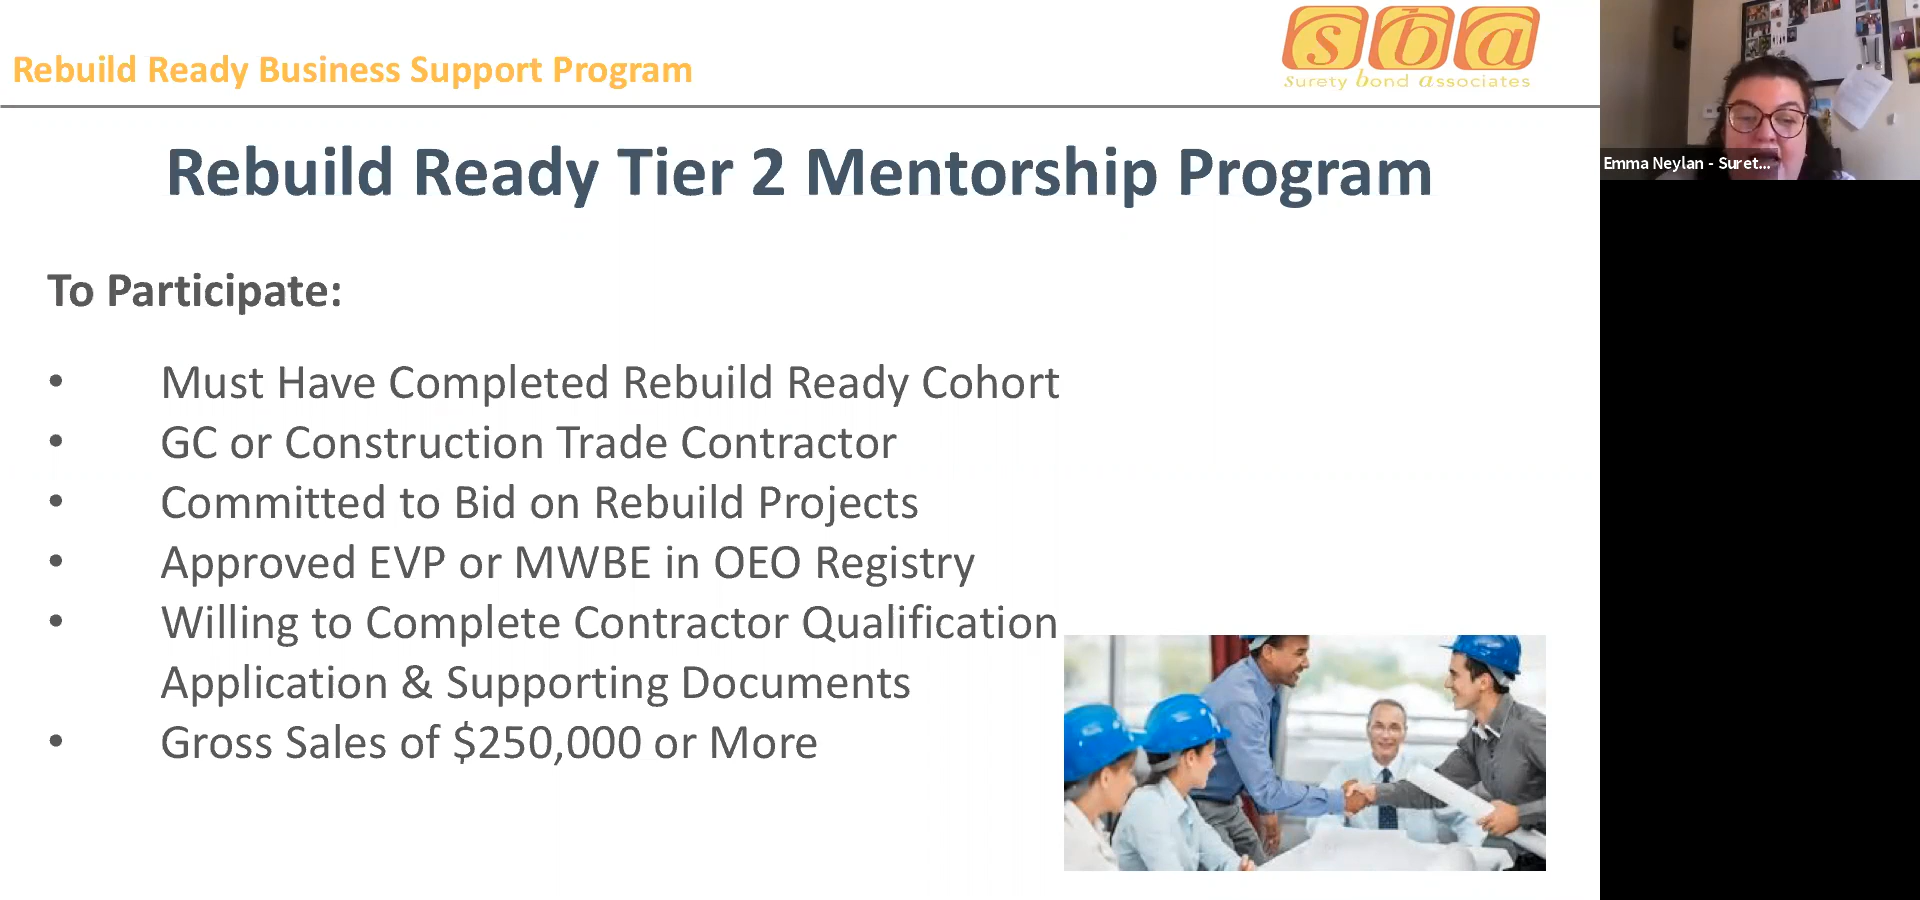 Rebuild Ready Business Support Program
sba
surety bond associates
Rebuild Ready Tier 2 Mentorship Program
To Participate:
• Must Have Completed Rebuild Ready Cohort
• GC or Construction Trade Contractor
• Committed to Bid on Rebuild Projects
• Approved EVP or MWBE in OEO Registry
• Willing to Complete Contractor Qualification
Application & Supporting Documents
• Gross Sales of $250,000 or More
Emma Neylan - Suret...